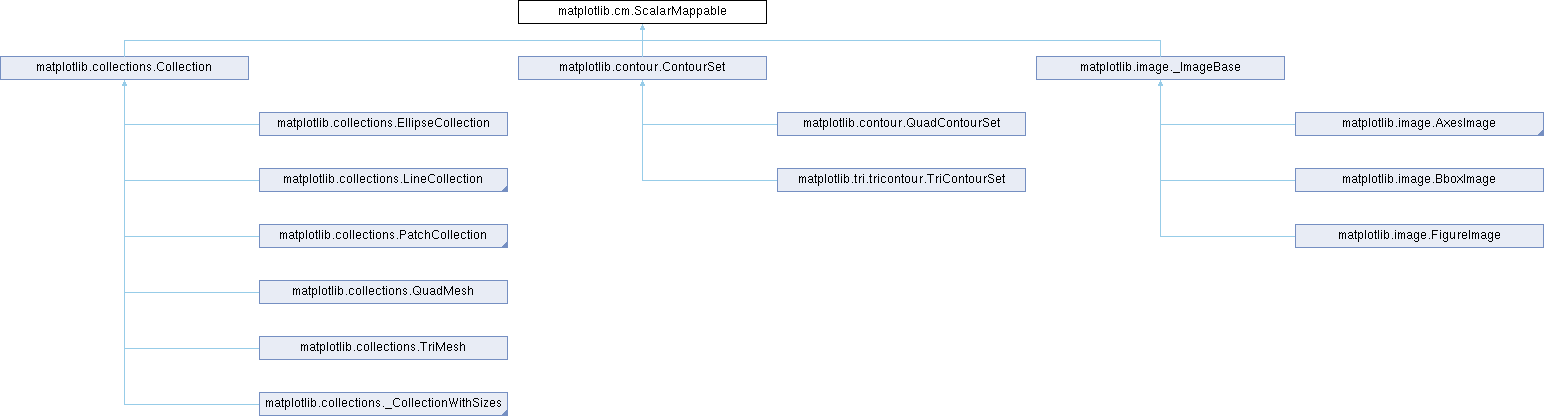 matplotlib.cm.ScalarMappable
matplotlib.collections.Collection
matplotlib.contour.ContourSet
matplotlib.image._ImageBase
matplotlib.collections.EllipseCollection
matplotlib.contour.QuadContourSet
matplotlib.image.AxesImage
matplotlib.collections.LineCollection
matplotlib.tri.tricontour.TriContourSet
matplotlib.image.BboxImage
matplotlib.collections.PatchCollection
matplotlib.image.FigureImage
matplotlib.collections.QuadMesh
matplotlib.collections.TriMesh
matplotlib.collections._CollectionWithSizes